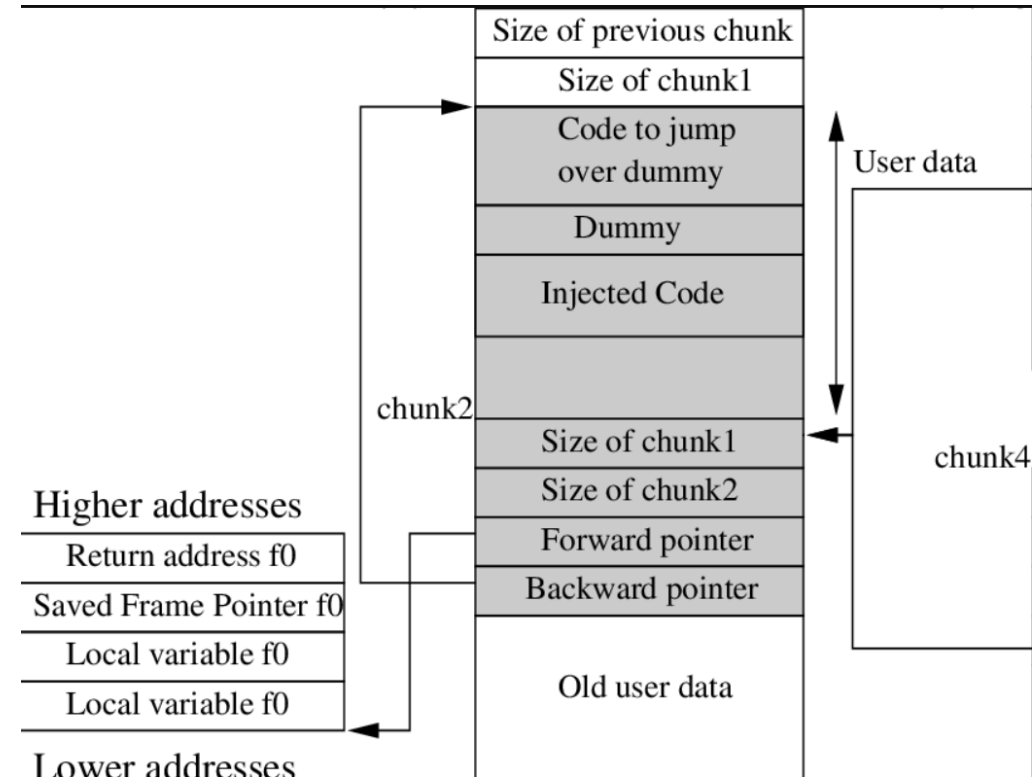 Size of previous chunk
Size of chunk1
Code to jump
over dummy
User data
Dummy
Injected Code
chunk2
Size of chunk1
chunk4
Size of chunk2
Higher addresses
Forward pointer
Return address f0
Backward pointer
Saved Frame Pointer f0
Local variable f0
Old user data
Local variable f0
Lower addresses